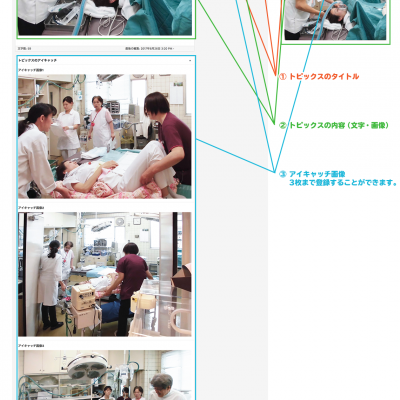 ① トピックスのタイトル
② トピックスの内容（文字・画像）
トピックスのアイキャッチ
アイキャッチ画像1
③ アイキャッチ画像
3枚まで登録することができます。
アイキャッチ画像2
アイキャッチ画像3